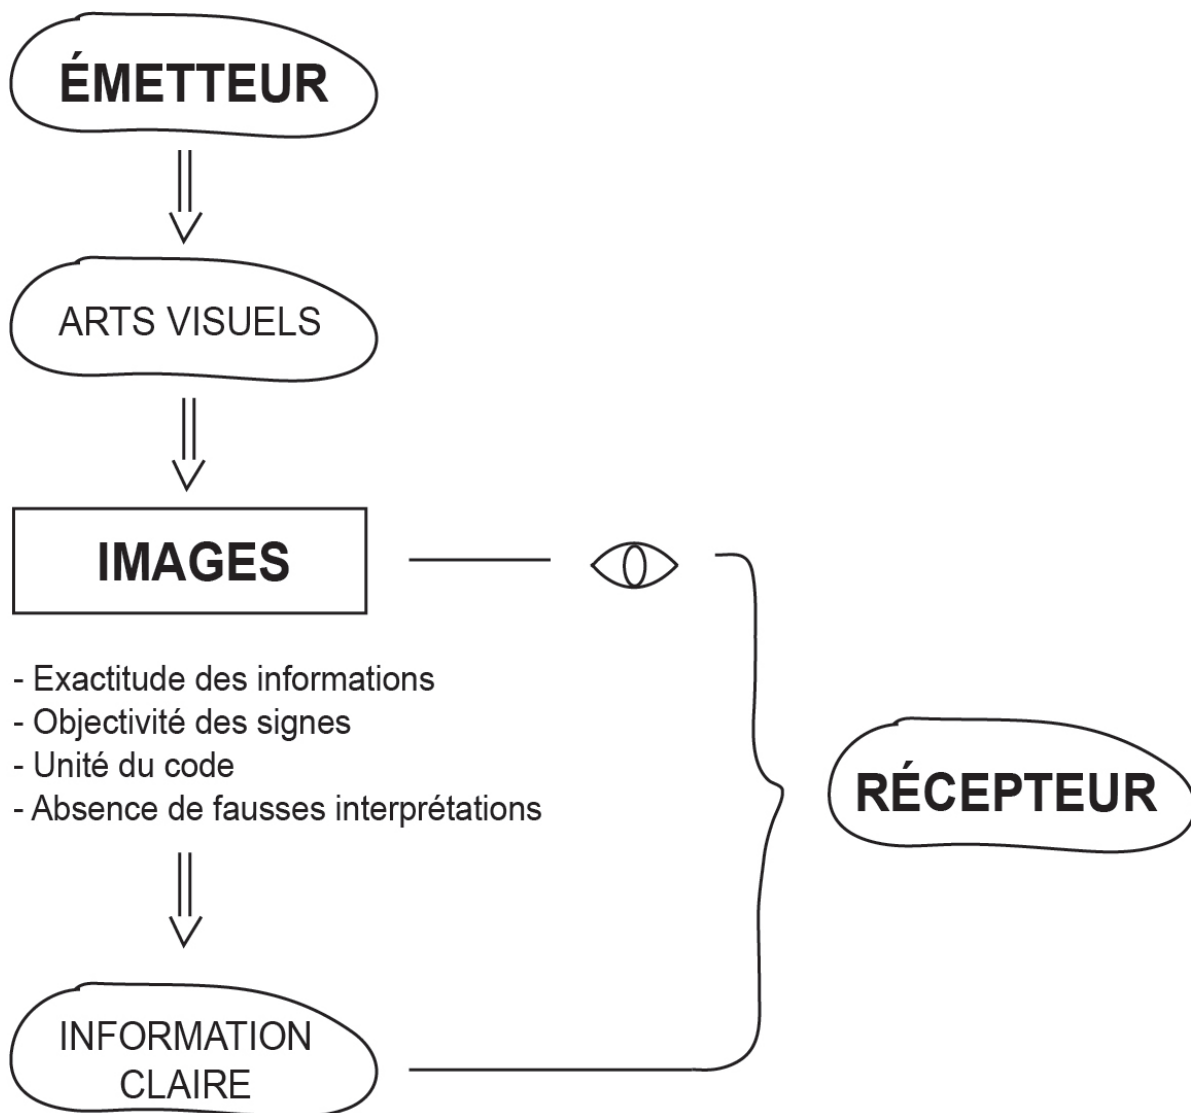 ÉMETTEUR
ARTS VISUELS
IMAGES
- Exactitude des informations
- Objectivité des signes
- Unité du code
- Absence de fausses interprétations
RÉCEPTEUR
INFORMATION
CLAIRE